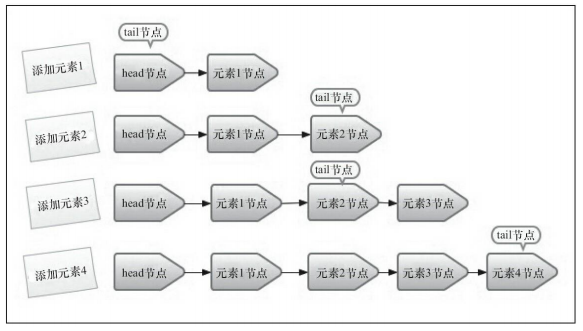 tail节点
添加元素1
head节点
元素1节点
tail节点
添加元素2
head节点
元素1节点
元素2节点
tail节点
添加元素3
head节点
元素1节点
元素2节点
元素3节点
tail节点
添加元素4
head节点
元素1节点
元素2节点
元素3节点
元素4节点